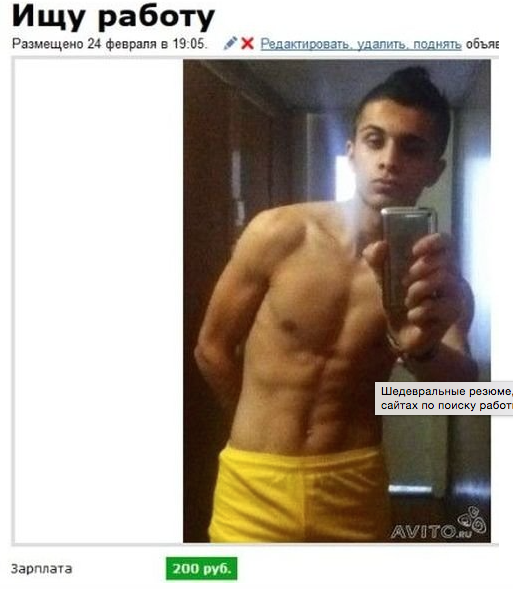 Ищу работу
Размещено 24 февраля в 19:05. Редактировать, удалить, поднять объяв
Шедевральные резюме,
сайтах по поиску работ
AVITO.RU
Зарплата 200 руб.